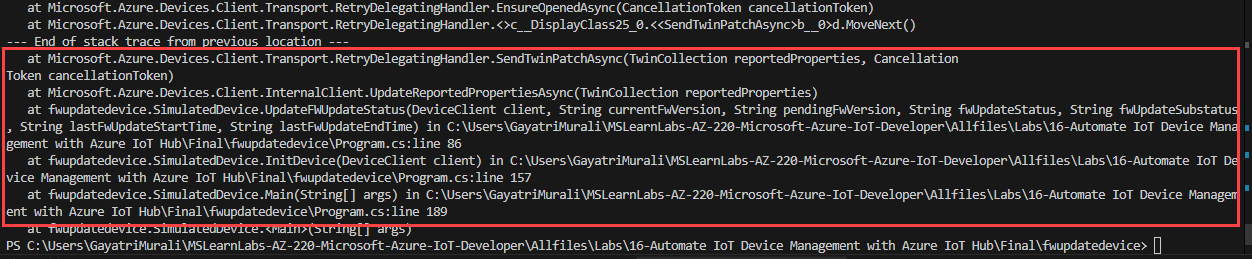 at Microsoft.Azure.Devices.Client.Transport.RetryDelegatingHandler.EnsureOpenedAsync(CancellationToken cancellationToken)
at Microsoft.Azure.Devices.Client.Transport.RetryDelegatingHandler.<>c__DisplayClass25_0.<<SendTwinPatchAsync>b__0>d.MoveNext()
--- End of stack trace from previous location ---
at Microsoft.Azure.Devices.Client.Transport.RetryDelegatingHandler.SendTwinPatchAsync(TwinCollection reportedProperties, Cancellation
Token cancellationToken)
at Microsoft.Azure.Devices.Client.InternalClient.UpdateReportedPropertiesAsync(TwinCollection reportedProperties)
at fwupdatedevice.SimulatedDevice.UpdateFWUpdateStatus(DeviceClient client, String currentFwVersion, String pendingFwVersion, String fwUpdateStatus, String fwUpdateSubstatus
, String lastFwUpdateStartTime, String lastFwUpdateEndTime) in C:\Users\GayatriMurali\MSLearnLabs-AZ-220-Microsoft-Azure-IoT-Developer\Allfiles\Labs\16-Automate IoT Device Mana
gement with Azure IoT Hub\Final\fwupdatedevice\Program.cs:line 86
at fwupdatedevice.SimulatedDevice.InitDevice(DeviceClient client) in C:\Users\GayatriMurali\MSLearnLabs-AZ-220-Microsoft-Azure-IoT-Developer\Allfiles\Labs\16-Automate IoT De
vice Management with Azure IoT Hub\Final\fwupdatedevice\Program.cs:line 157
at fwupdatedevice.SimulatedDevice.Main(String[] args) in C:\Users\GayatriMurali\MSLearnLabs-AZ-220-Microsoft-Azure-IoT-Developer\Allfiles\Labs\16-Automate IoT Device Managem
ent with Azure IoT Hub\Final\fwupdatedevice\Program.cs:line 189
at fwupdatedevice.SimulatedDevice.<Main>(String[] args)
PS C:\Users\GayatriMurali\MSLearnLabs-AZ-220-Microsoft-Azure-IoT-Developer\Allfiles\Labs\16-Automate IoT Device Management with Azure IoT Hub\Final\fwupdatedevice>